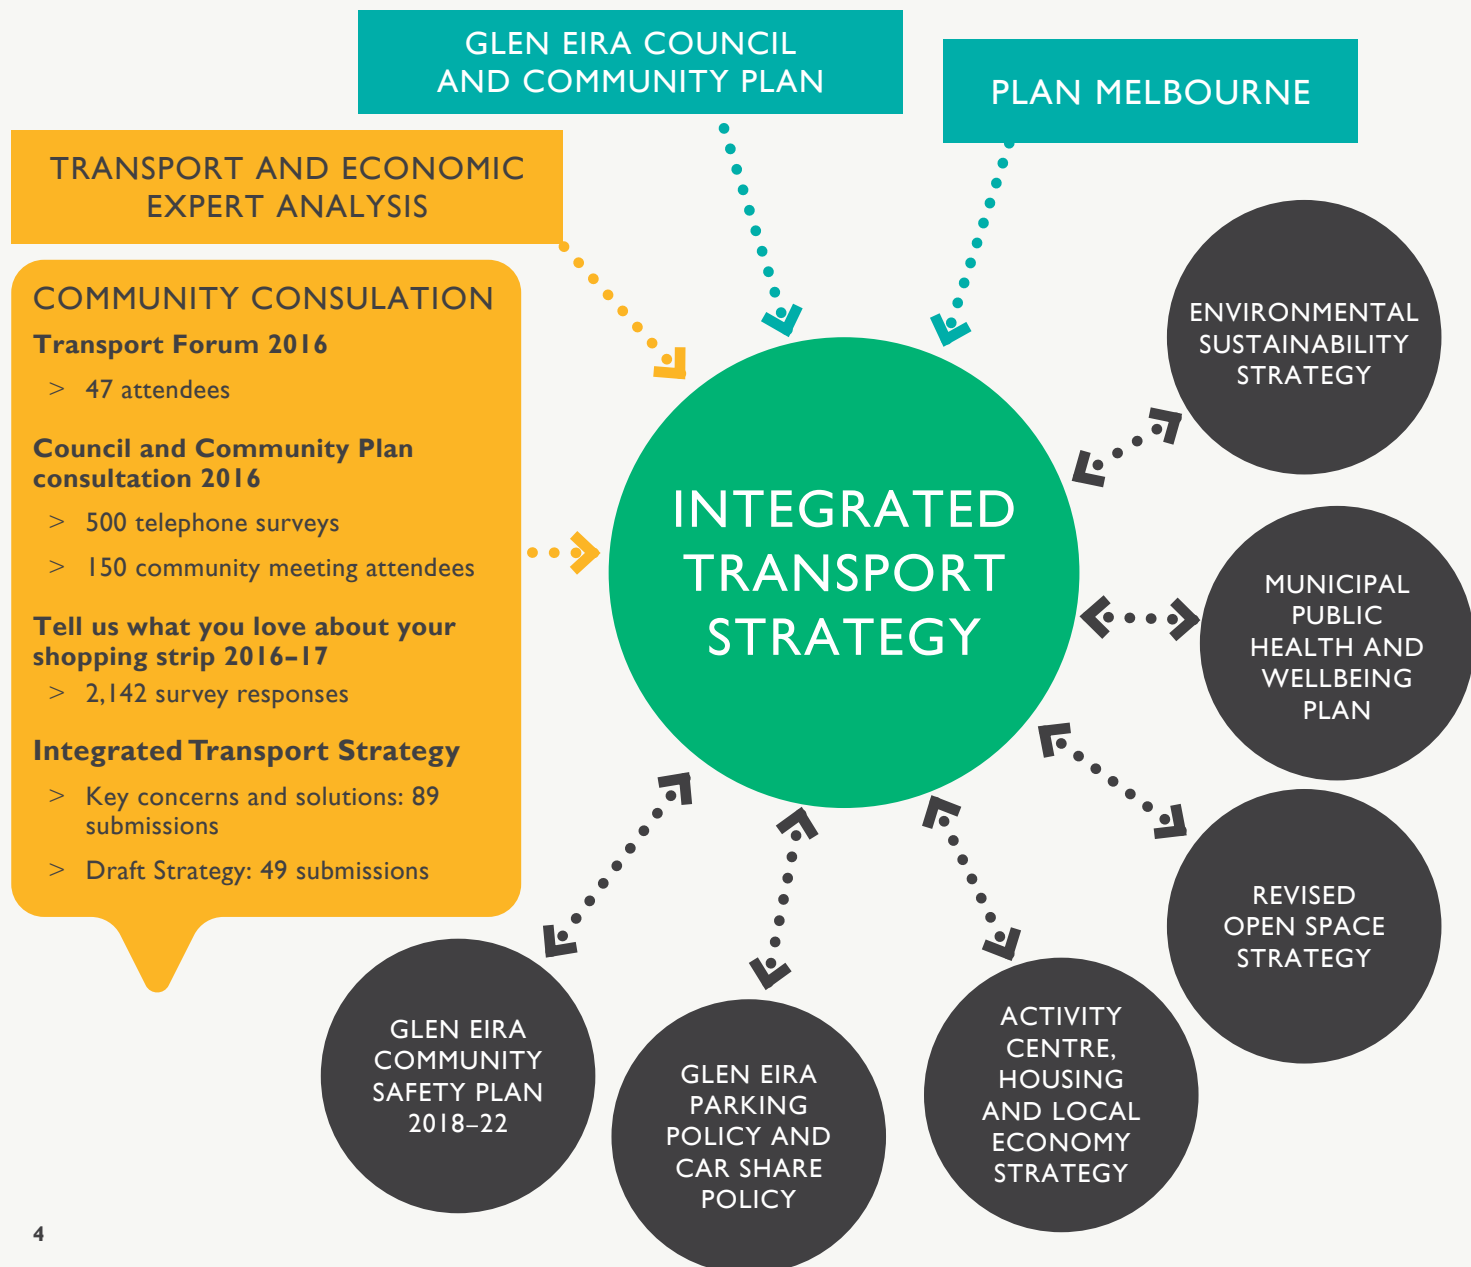 GLEN EIRA COUNCIL
AND COMMUNITY PLAN
PLAN MELBOURNE
TRANSPORT AND ECONOMIC
EXPERT ANALYSIS
COMMUNITY CONSULATION
Transport Forum 2016
> 47 attendees
Council and Community Plan
consultation 2016
> 500 telephone surveys
> 150 community meeting attendees
Tell us what you love about your
shopping strip 2016–17
> 2,142 survey responses
Integrated Transport Strategy
> Key concerns and solutions: 89
submissions
> Draft Strategy: 49 submissions
INTEGRATED
TRANSPORT
STRATEGY
ENVIRONMENTAL
SUSTAINABILITY
STRATEGY
MUNICIPAL
PUBLIC
HEALTH AND
WELLBEING
PLAN
REVISED
OPEN SPACE
STRATEGY
ACTIVITY
CENTRE,
HOUSING
AND LOCAL
ECONOMY
STRATEGY
GLEN EIRA
PARKING
POLICY AND
CAR SHARE
POLICY
GLEN EIRA
COMMUNITY
SAFETY PLAN
2018–22
4